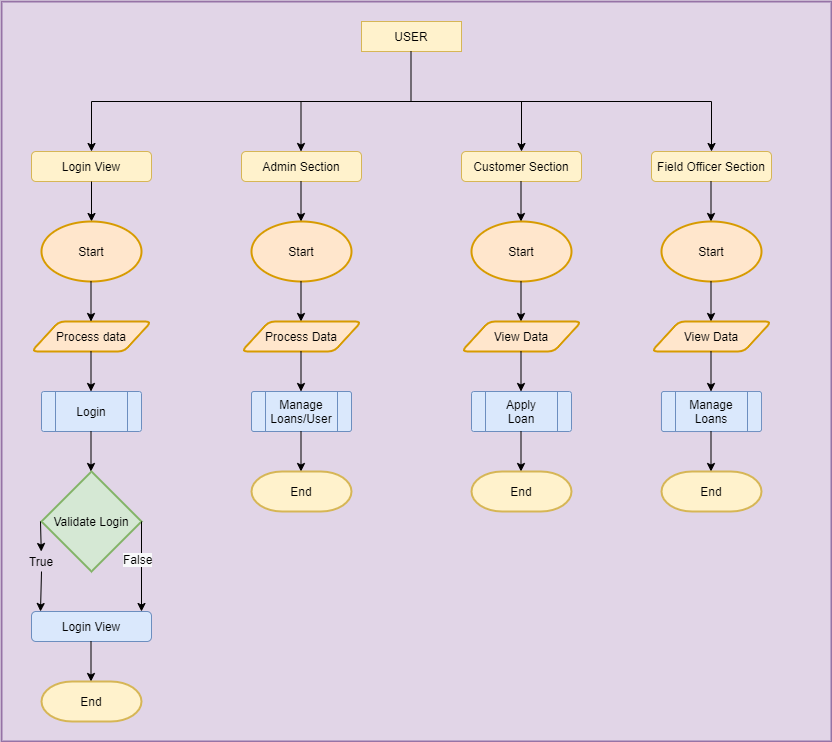 USER
Login View
Admin Section
Customer Section
Field Officer Section
Start
Start
Start
Start
Process data
Process Data
View Data
View Data
Login
Manage
Loans/User
Apply
Loan
Manage
Loans
End
End
End
Validate Login
True
False
Login View
End